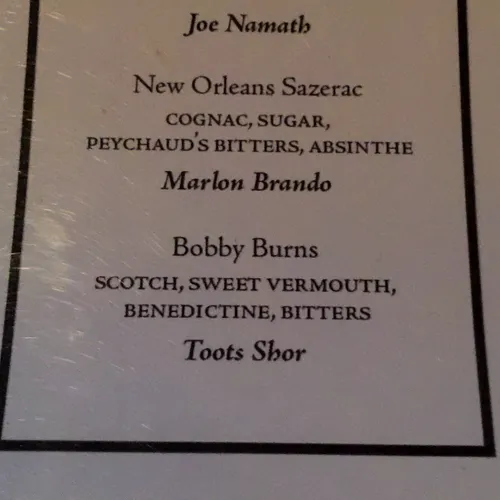 Joe Namath
New Orleans Sazerac
COGNAC, SUGAR,
PEYCHAUD'S BITTERS, ABSINTHE
Marlon Brando
Bobby Burns
SCOTCH, SWEET VERMOUTH,
BENEDICTINE, BITTERS
Toots Shor